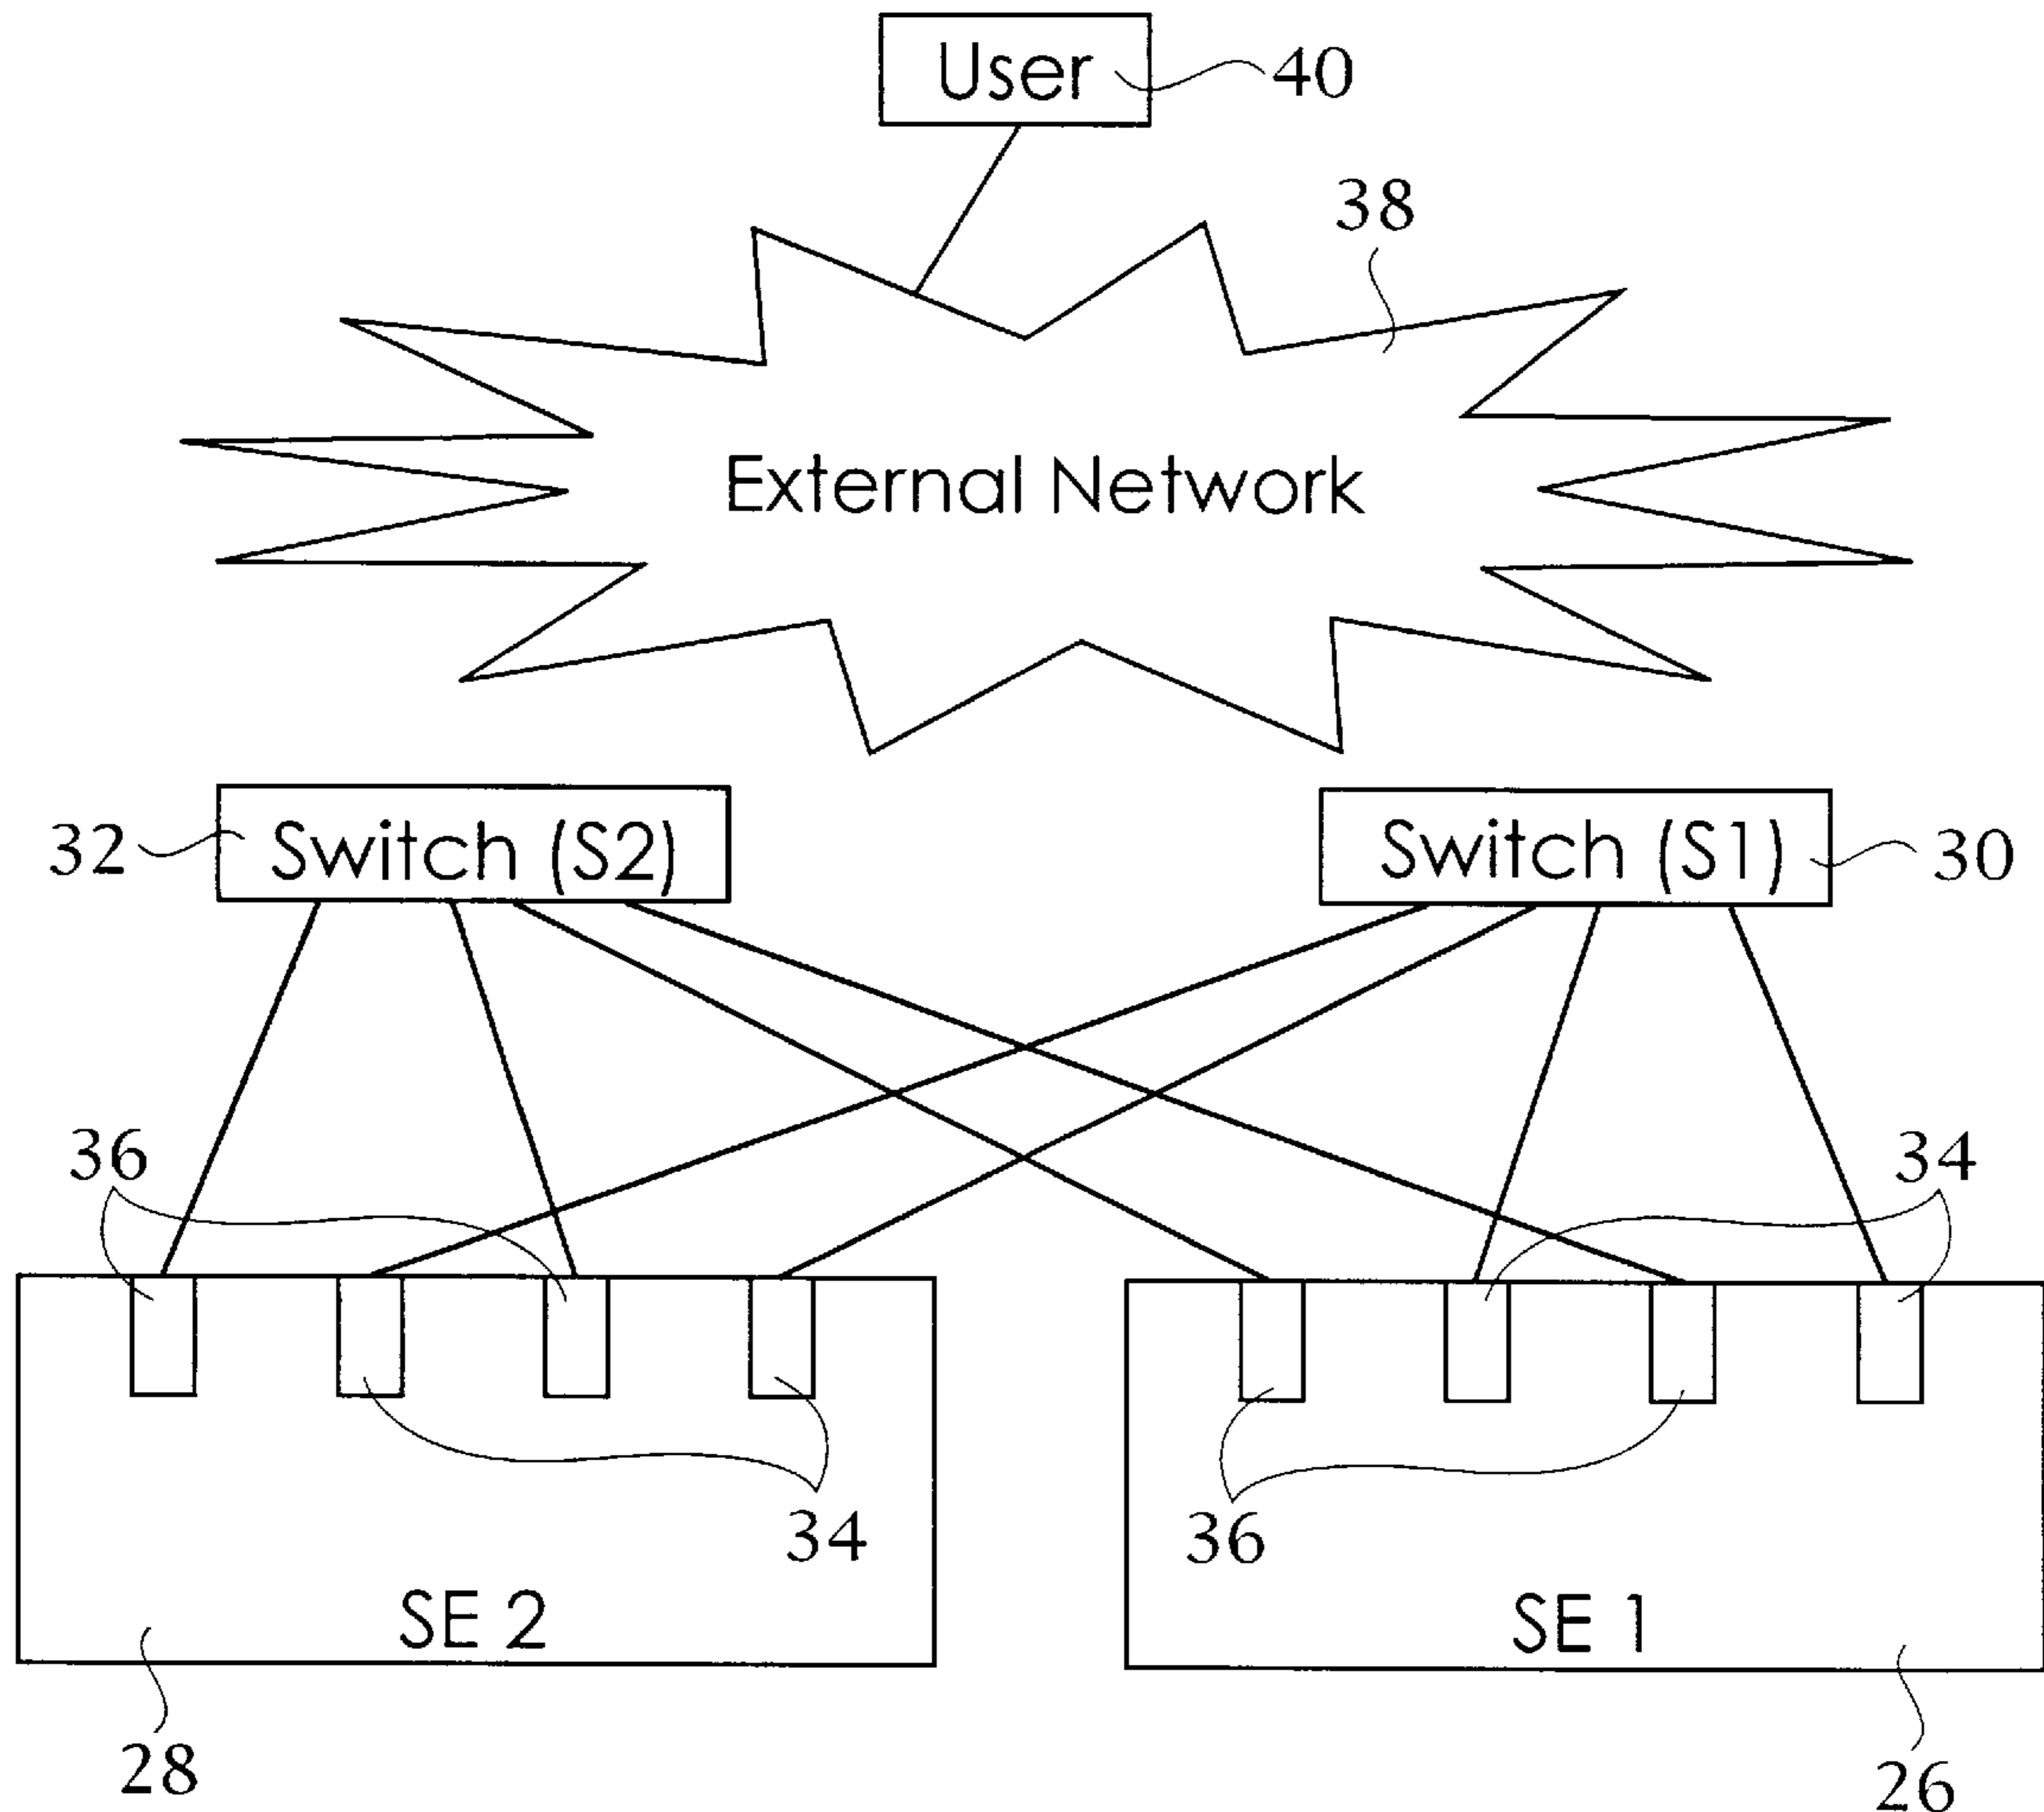 User
40
38
External Network
32
Switch (S2)
Switch (S1)
30
36
34
34
36
SE 2
SE 1
28
26